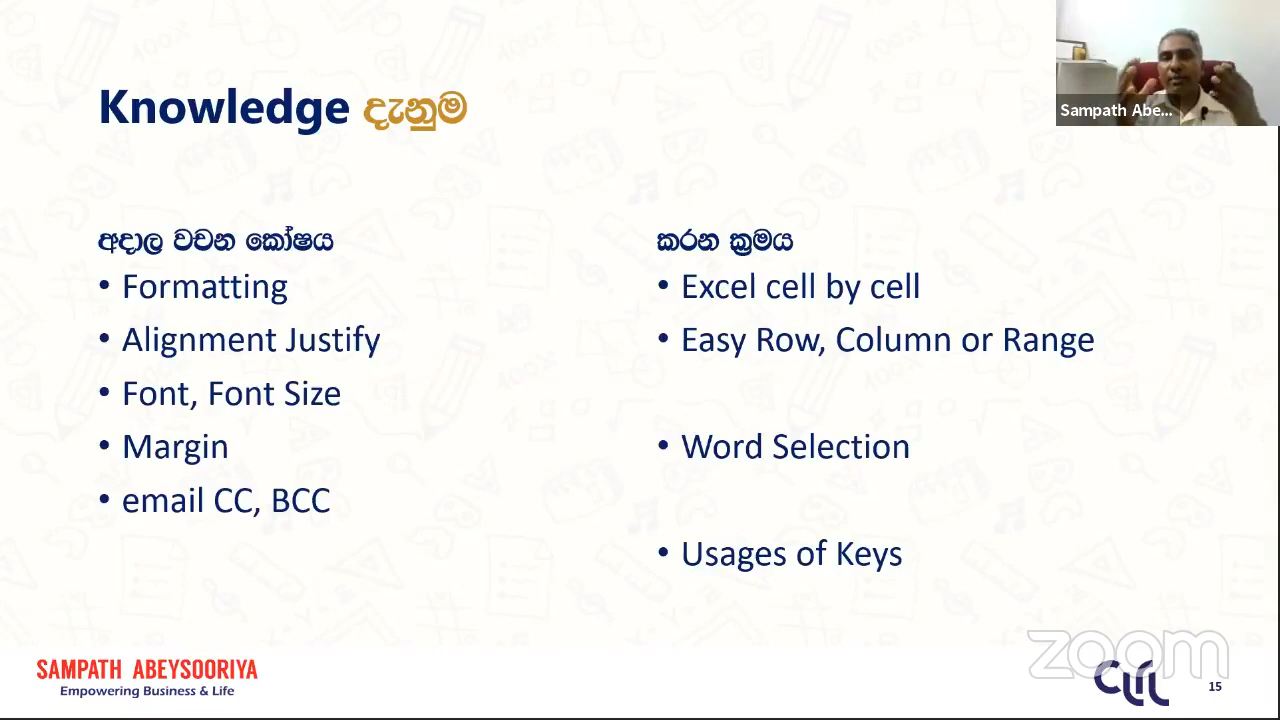 Knowledge දැනුම
Sampath Abe...
අදාල වචන කෝෂය
• Formatting
• Alignment Justify
• Font, Font Size
• Margin
• email CC, BCC
කරන ක්‍රමය
• Excel cell by cell
• Easy Row, Column or Range
• Word Selection
• Usages of Keys
SAMPATH ABEYSOORIYA
Empowering Business & Life
zoom
15